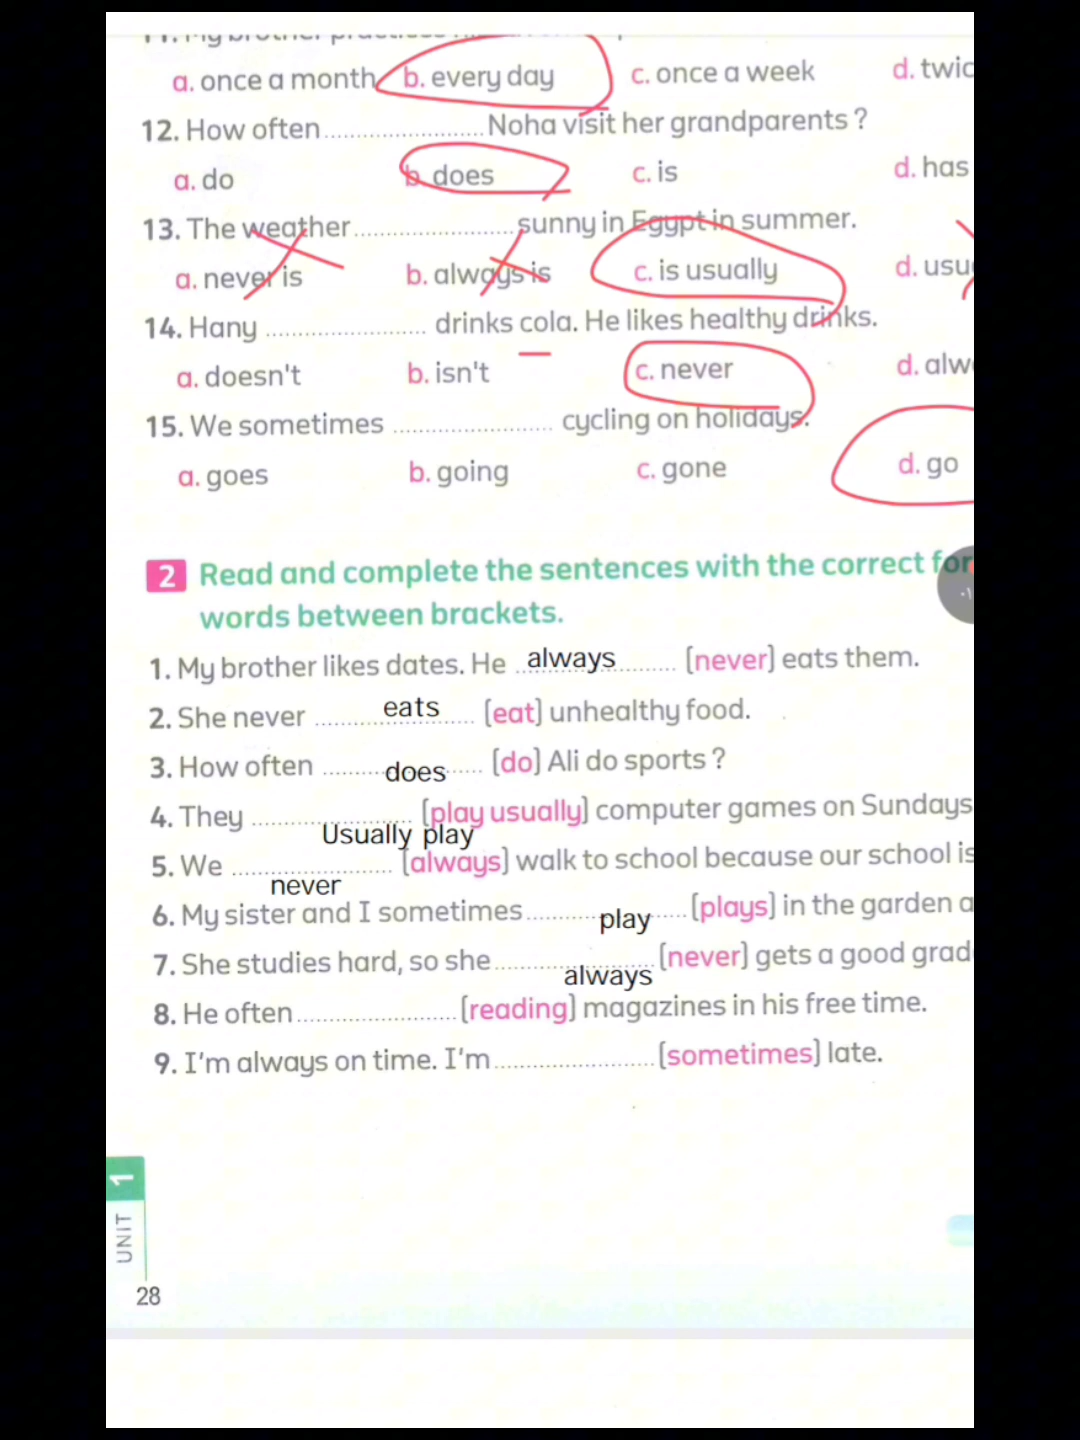 a. once a month b. every day c. once a week d. twic
12. How often ........................ Noha visit her grandparents ?
a. do b. does c. is d. has
13. The weather ........................ sunny in Egypt in summer.
a. never is b. always is c. is usually d. usu
14. Hany ........................ drinks cola. He likes healthy drinks.
a. doesn't b. isn't c. never d. alw
15. We sometimes ........................ cycling on holidays.
a. goes b. going c. gone d. go
2 Read and complete the sentences with the correct for
words between brackets.
1. My brother likes dates. He always (never) eats them.
2. She never eats (eat) unhealthy food.
3. How often does (do) Ali do sports ?
4. They ........................ (play usually) computer games on Sundays
Usually play
5. We ........................ (always) walk to school because our school is
never
6. My sister and I sometimes play (plays) in the garden a
7. She studies hard, so she ........................ (never) gets a good grad
always
8. He often ........................ (reading) magazines in his free time.
9. I'm always on time. I'm ........................ (sometimes) late.
UNIT 1
28